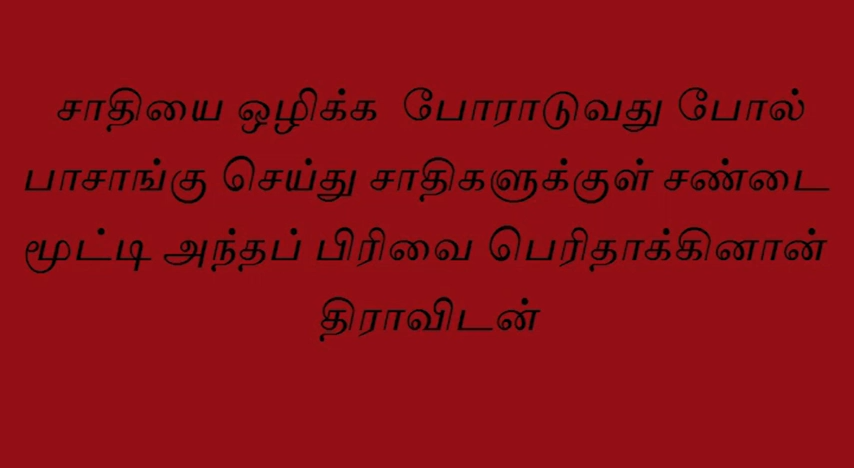 சாதியை ஒழிக்க போராடுவது போல்
பாசாங்கு செய்து சாதிகளுக்குள் சண்டை
மூட்டி அந்தப் பிரிவை பெரிதாக்கினான்
திராவிடன்